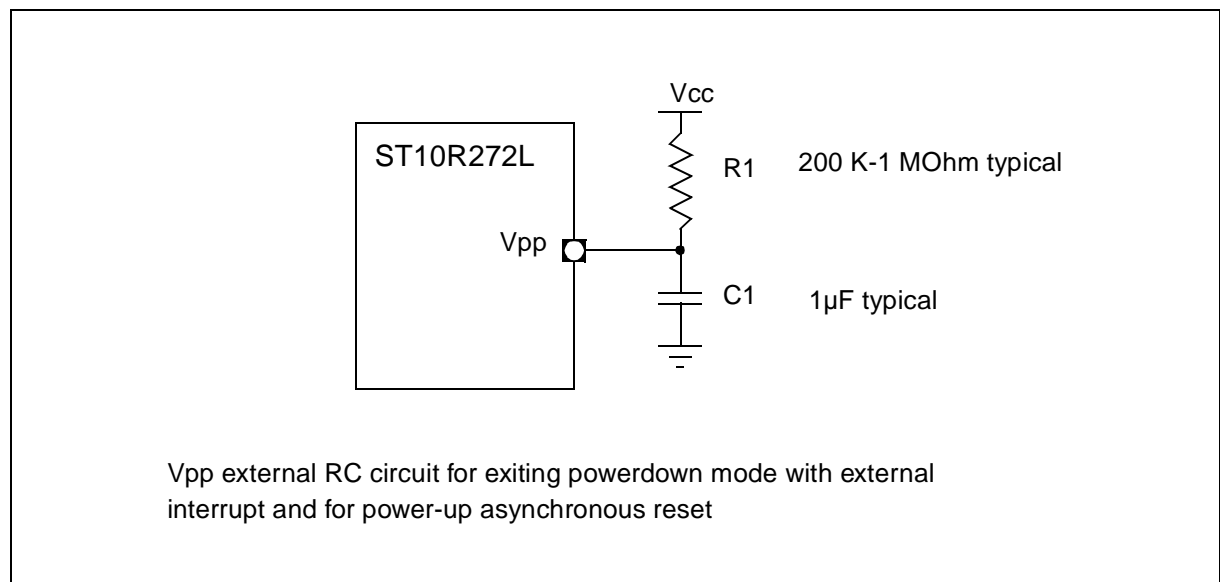 Vcc
ST10R272L
R1
200 K-1 MOhm typical
Vpp
C1
1µF typical
Vpp external RC circuit for exiting powerdown mode with external
interrupt and for power-up asynchronous reset